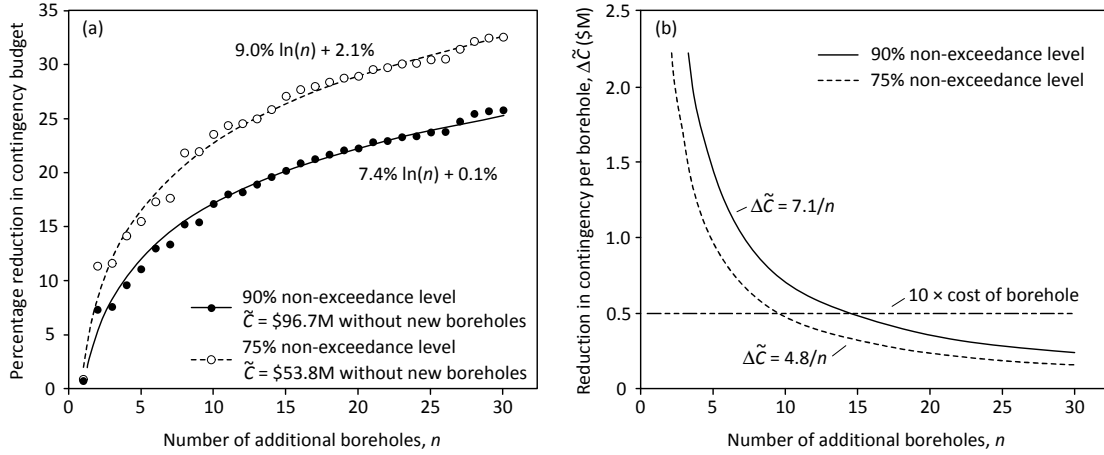 (a)
9.0% ln(n) + 2.1%
7.4% ln(n) + 0.1%
90% non-exceedance level
C̃ = $96.7M without new boreholes
75% non-exceedance level
C̃ = $53.8M without new boreholes
Percentage reduction in contingency budget
35
30
25
20
15
10
5
0
0 5 10 15 20 25 30
Number of additional boreholes, n
(b)
90% non-exceedance level
75% non-exceedance level
ΔC̃ = 7.1/n
10 × cost of borehole
ΔC̃ = 4.8/n
Reduction in contingency per borehole, ΔC̃ ($M)
2.5
2.0
1.5
1.0
0.5
0
0 5 10 15 20 25 30
Number of additional boreholes, n